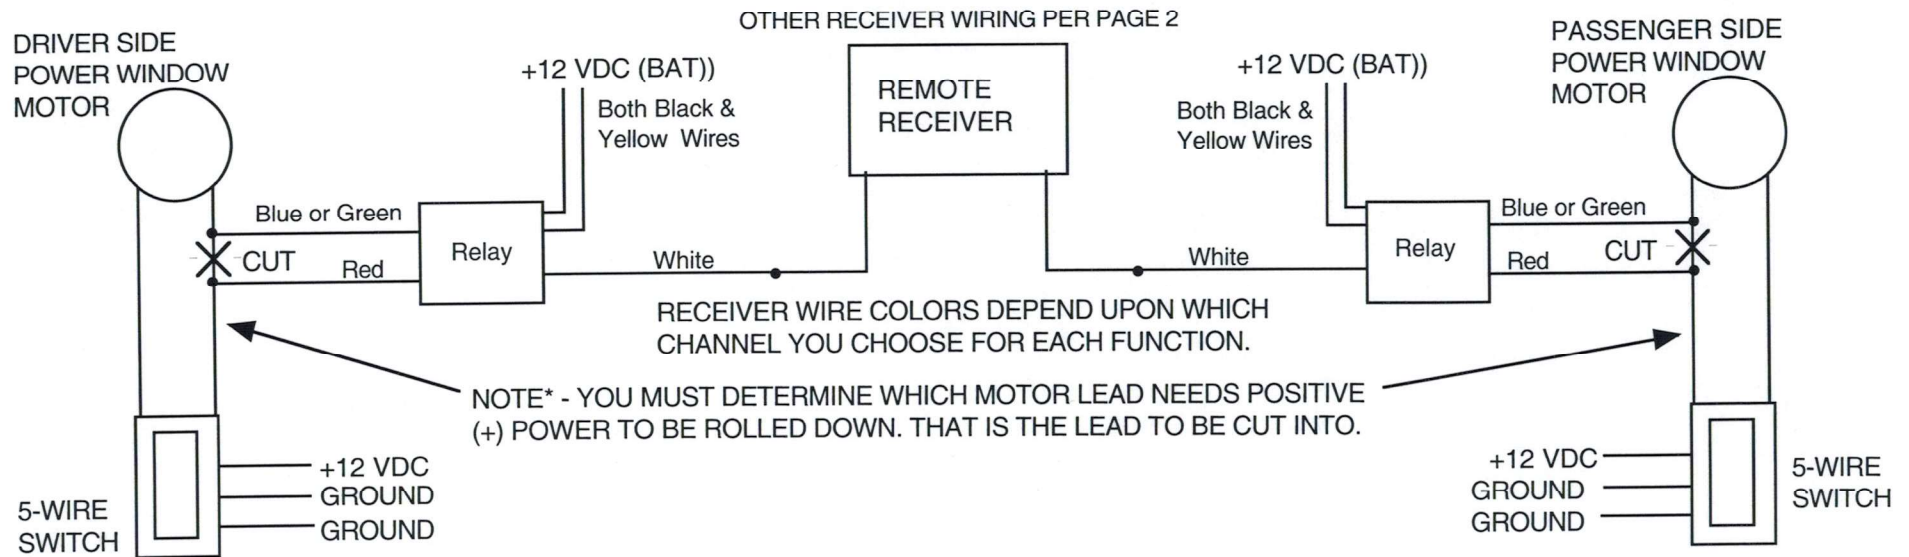 OTHER RECEIVER WIRING PER PAGE 2
DRIVER SIDE
POWER WINDOW
MOTOR
+12 VDC (BAT))
Both Black &
Yellow Wires
REMOTE
RECEIVER
+12 VDC (BAT))
Both Black &
Yellow Wires
PASSENGER SIDE
POWER WINDOW
MOTOR
Blue or Green
CUT
Red
Relay
White
White
Relay
Blue or Green
CUT
Red
RECEIVER WIRE COLORS DEPEND UPON WHICH
CHANNEL YOU CHOOSE FOR EACH FUNCTION.
NOTE* - YOU MUST DETERMINE WHICH MOTOR LEAD NEEDS POSITIVE
(+) POWER TO BE ROLLED DOWN. THAT IS THE LEAD TO BE CUT INTO.
+12 VDC
GROUND
GROUND
5-WIRE
SWITCH
+12 VDC
GROUND
GROUND
5-WIRE
SWITCH